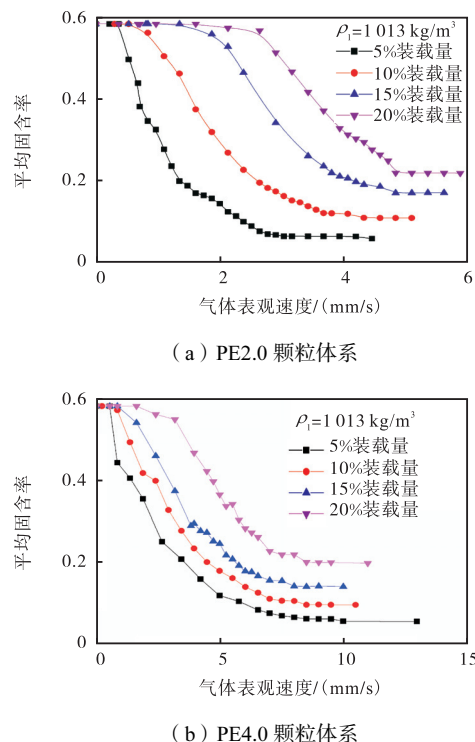 0.6
0.4
0.2
0
平均固含率
ρ₁=1 013 kg/m³
5%装载量
10%装载量
15%装载量
20%装载量
0 2 4 6
气体表观速度/(mm/s)
（a）PE2.0 颗粒体系
0.6
0.4
0.2
0
平均固含率
ρ₁=1 013 kg/m³
5%装载量
10%装载量
15%装载量
20%装载量
0 5 10 15
气体表观速度/(mm/s)
（b）PE4.0 颗粒体系